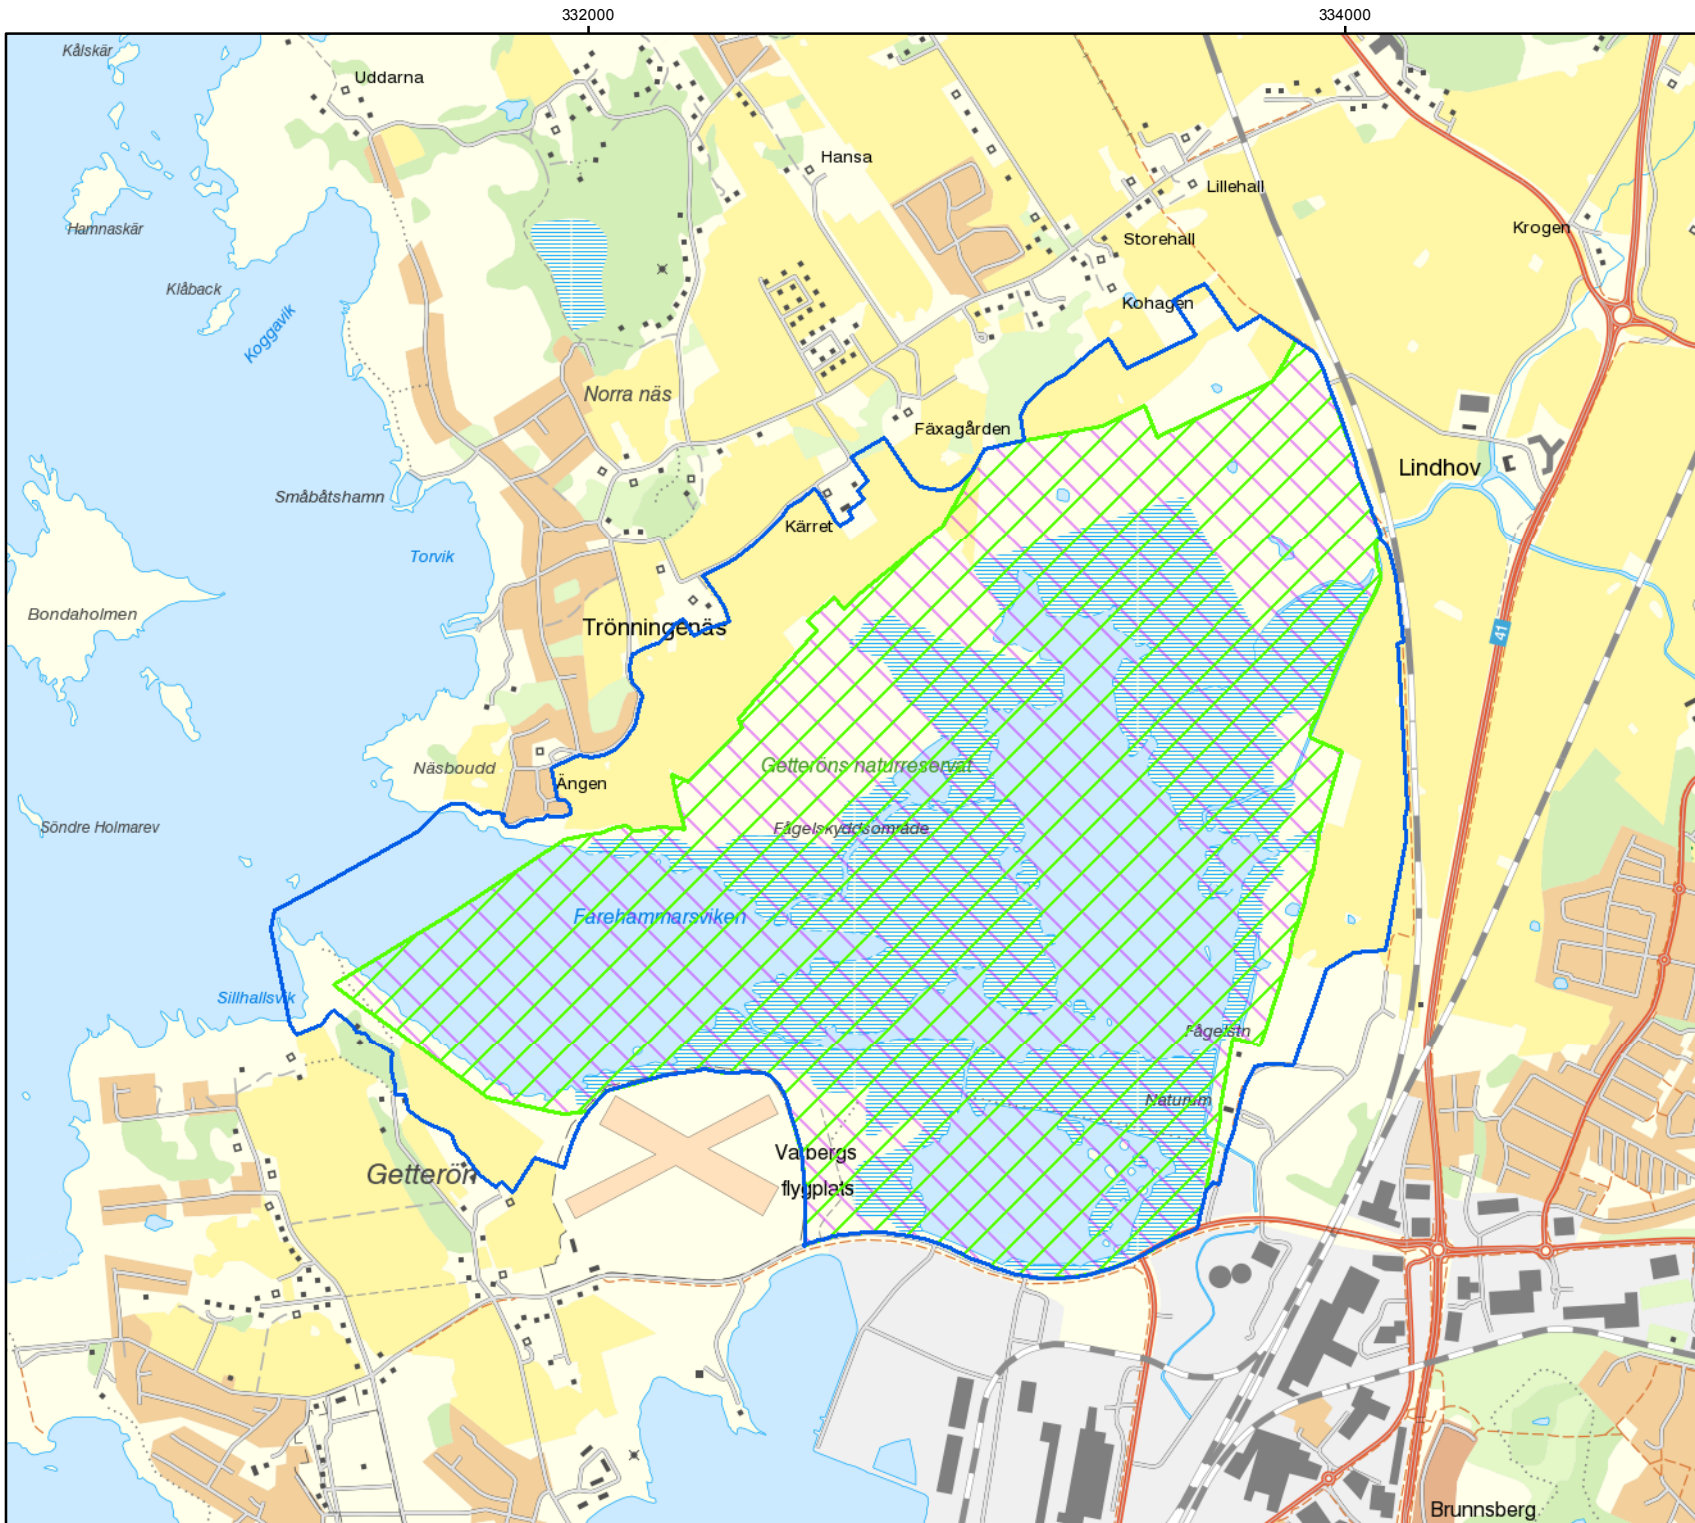 332000
334000
Kålskär
Uddarna
Hansa
Lillehall
Hamnaskär
Krogen
Storehall
Klåback
Kohagen
Koggavik
Norra näs
Fäxagården
Lindhov
Småbåtshamn
Kärret
Torvik
Bondaholmen
Trönningenäs
41
Getteröns naturreservat
Näsboudd
Ängen
Söndre Holmarev
Fågelskyddsområde
Farehammarsviken
Sillhallsvik
Naturum
Varbergs
flygplats
Getterön
Brunnsberg